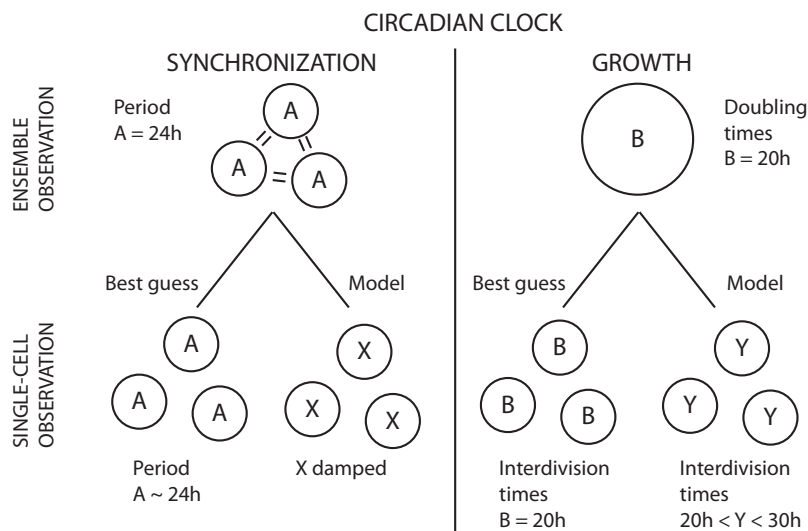 CIRCADIAN CLOCK
SYNCHRONIZATION
GROWTH
ENSEMBLE
OBSERVATION
Period
A = 24h
A
A
=
A
=
=
B
Doubling
times
B = 20h
Best guess
Model
Best guess
Model
SINGLE-CELL
OBSERVATION
A
A
A
X
X
X
B
B
B
Y
Y
Y
Period
A ~ 24h
X damped
Interdivision
times
B = 20h
Interdivision
times
20h < Y < 30h